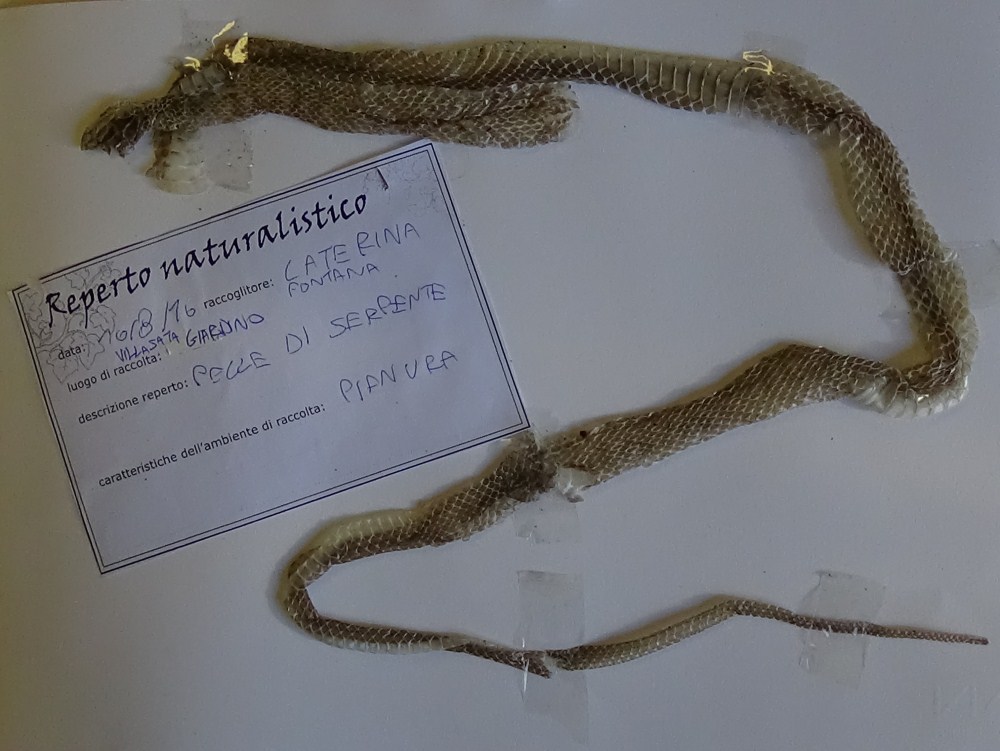 Reperto naturalistico
data: 10/8/16 raccoglitore: CATERINA FONTANA
luogo di raccolta: VILLASATA GIARDINO
descrizione reperto: PELLE DI SERPENTE
caratteristiche dell'ambiente di raccolta: PIANURA